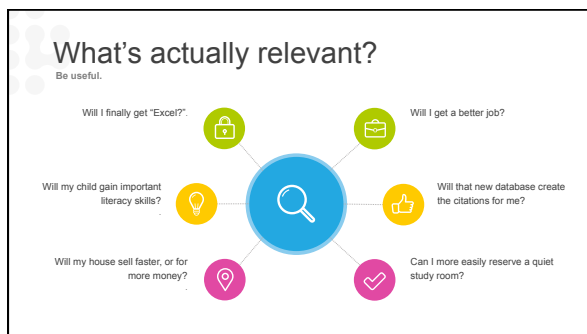 What's actually relevant?
Be useful.
Will I finally get “Excel?”.
Will I get a better job?
Will my child gain important
literacy skills?
.
Will that new database create
the citations for me?
Will my house sell faster, or for
more money?
.
Can I more easily reserve a quiet
study room?